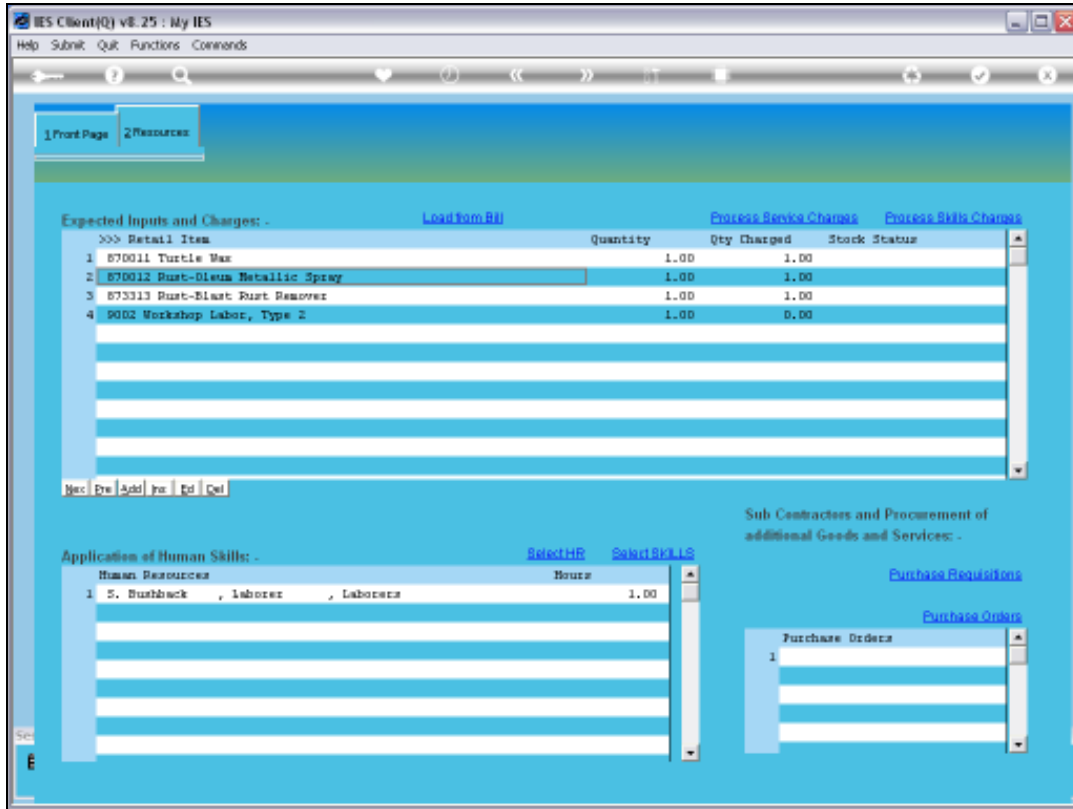 IES Client(Q) v8.25 : My IES
Help Submit Quit Functions Commands
1 Front Page 2 Resources
Expected Inputs and Charges: - Load from Bill Process Service Charges Process Skills Charges
>>> Retail Item Quantity Qty Charged Stock Status
1 870011 Turtle Wax 1.00 1.00
2 870012 Rust-Oleum Metallic Spray 1.00 1.00
3 873313 Rust-Blast Rust Remover 1.00 1.00
4 9002 Workshop Labor, Type 2 1.00 0.00
Nex Pre Add Ins Ed Del
Sub Contractors and Procurement of
additional Goods and Services: -
Application of Human Skills: - Select HR Select SKILLS
Human Resources Hours
Purchase Requisitions
1 S. Bushback , laborer , Laborers 1.00
Purchase Orders
Purchase Orders
1